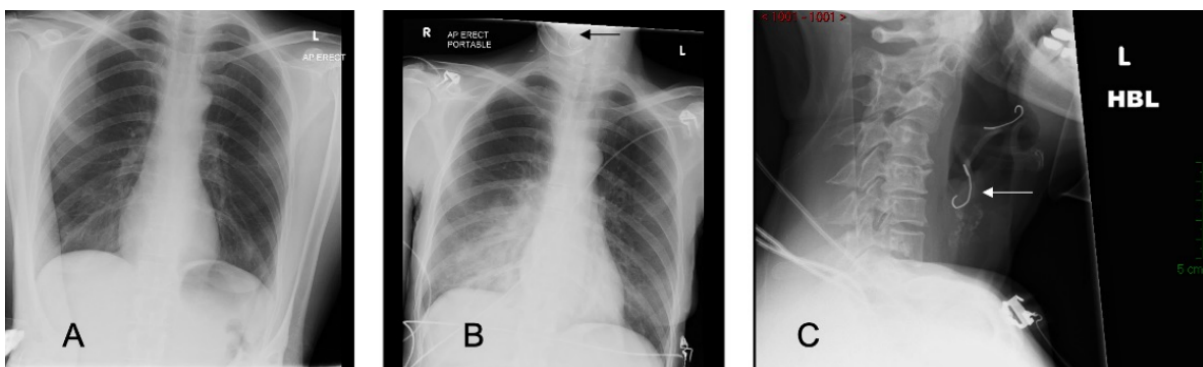 L
AP ERECT
A
R
AP ERECT
PORTABLE
L
B
< 1001 - 1001 >
L
HBL
5 cm
C